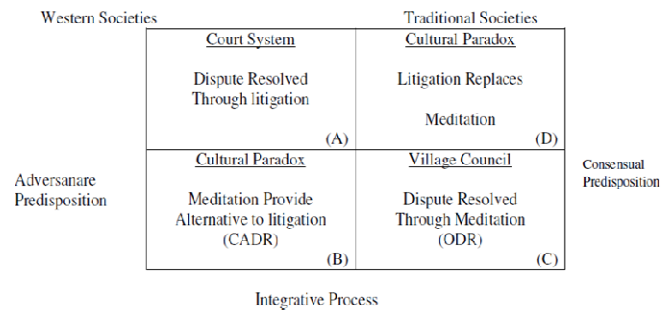 Western Societies
Traditional Societies
Court System
Dispute Resolved
Through litigation
(A)
Cultural Paradox
Litigation Replaces
Meditation
(D)
Adversanare
Predisposition
Cultural Paradox
Meditation Provide
Alternative to litigation
(CADR)
(B)
Village Council
Dispute Resolved
Through Meditation
(ODR)
(C)
Consensual
Predisposition
Integrative Process